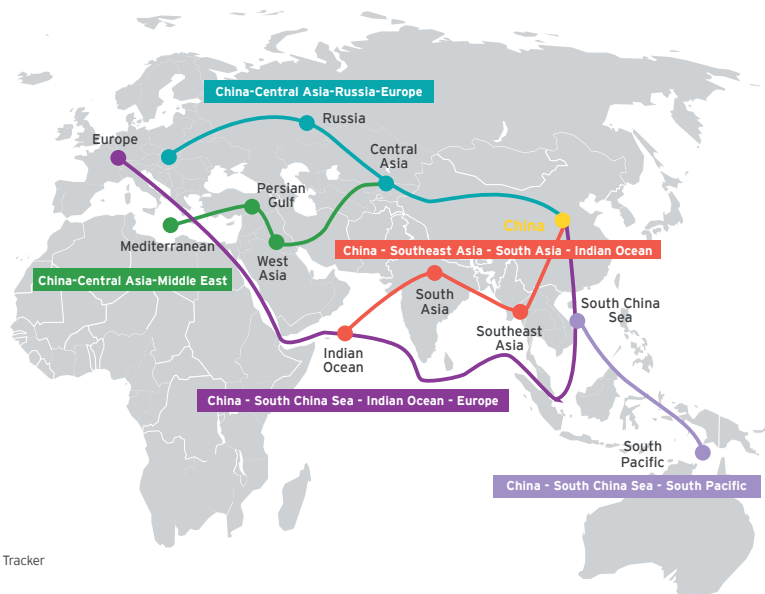 China-Central Asia-Russia-Europe
Russia
Europe
Central
Asia
Persian
Gulf
China
Mediterranean
China - Southeast Asia - South Asia - Indian Ocean
West
Asia
China-Central Asia-Middle East
South
Asia
South China
Sea
Southeast
Asia
Indian
Ocean
China - South China Sea - Indian Ocean - Europe
South
Pacific
China - South China Sea - South Pacific
Tracker